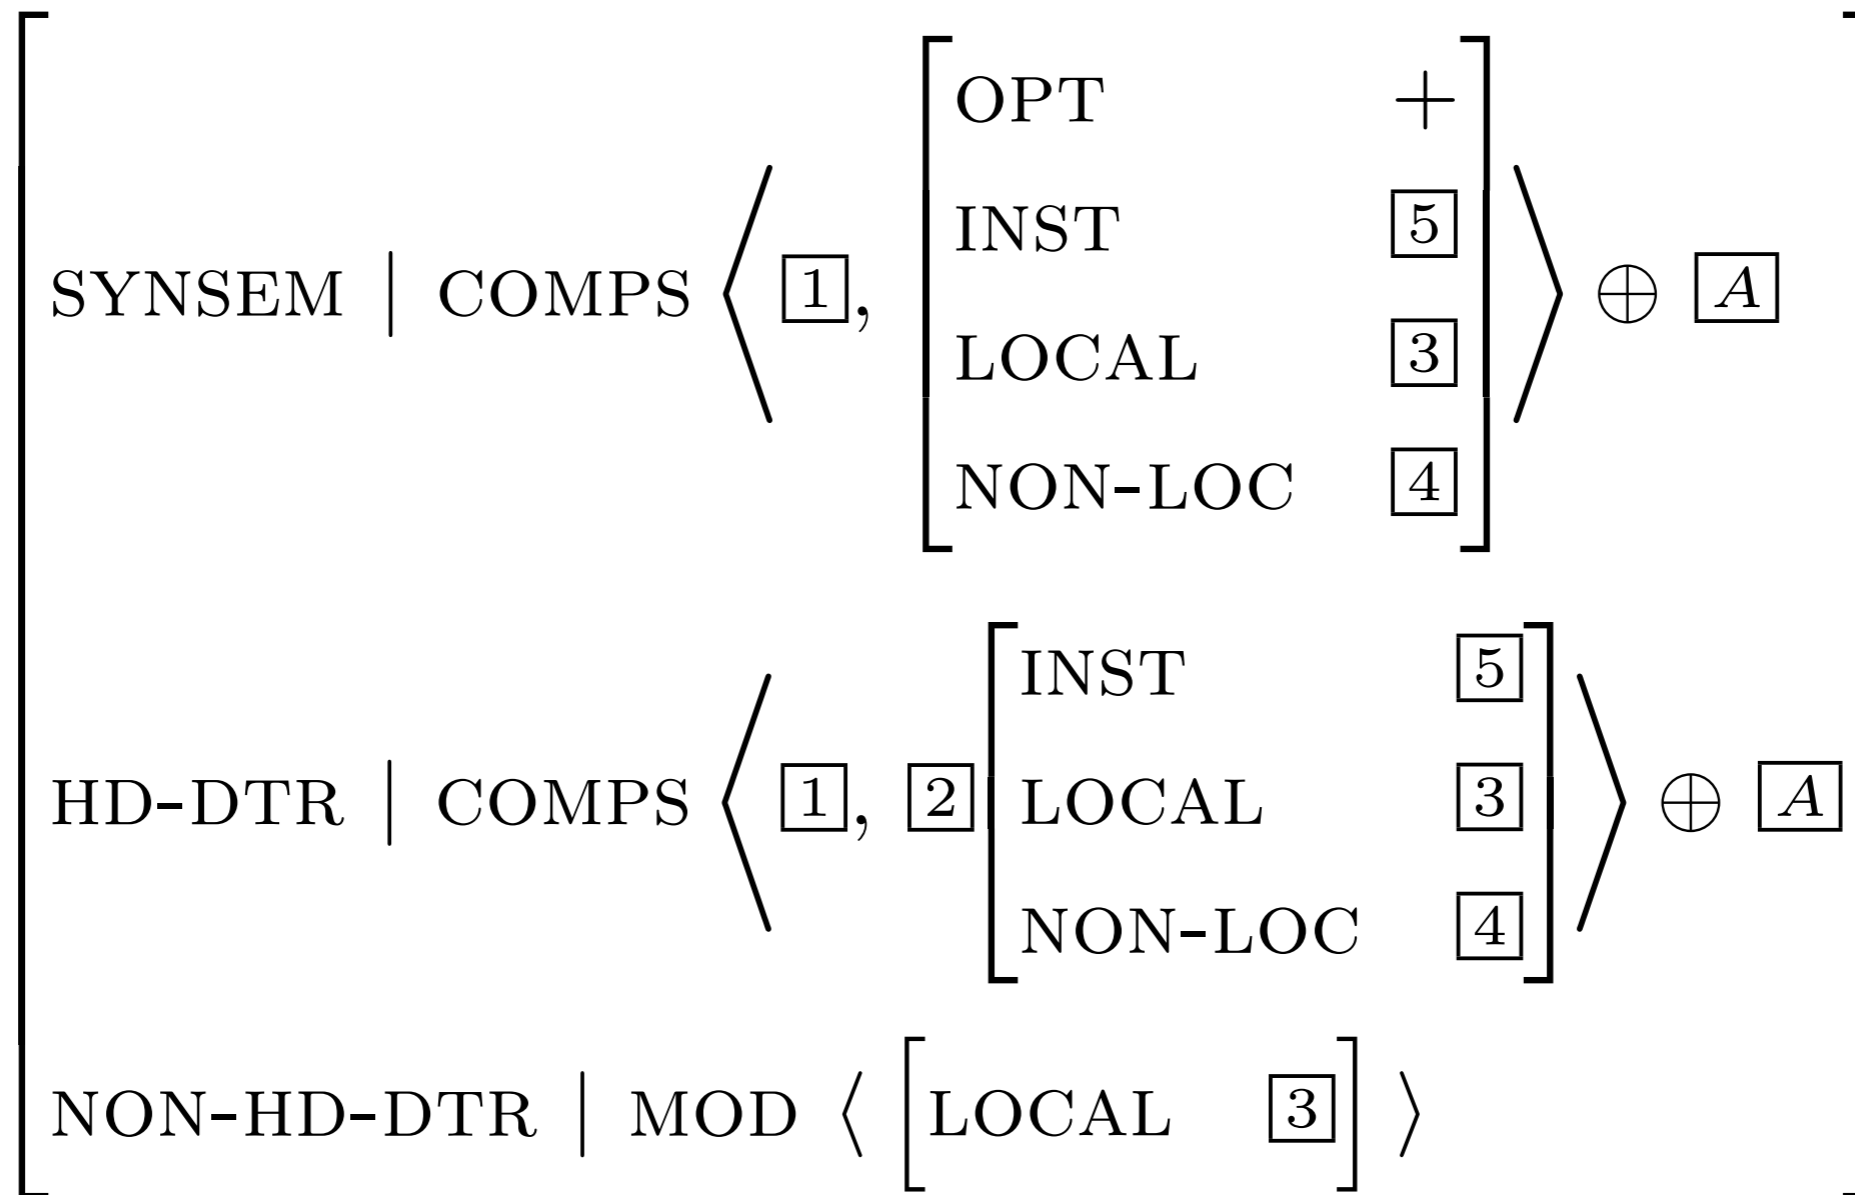 OPT +
INST 5
SYNSEM | COMPS ⟨ 1, ⟩ ⊕ A
LOCAL 3
NON-LOC 4
INST 5
HD-DTR | COMPS ⟨ 1, 2 LOCAL 3 ⟩ ⊕ A
NON-LOC 4
NON-HD-DTR | MOD ⟨ [LOCAL 3] ⟩